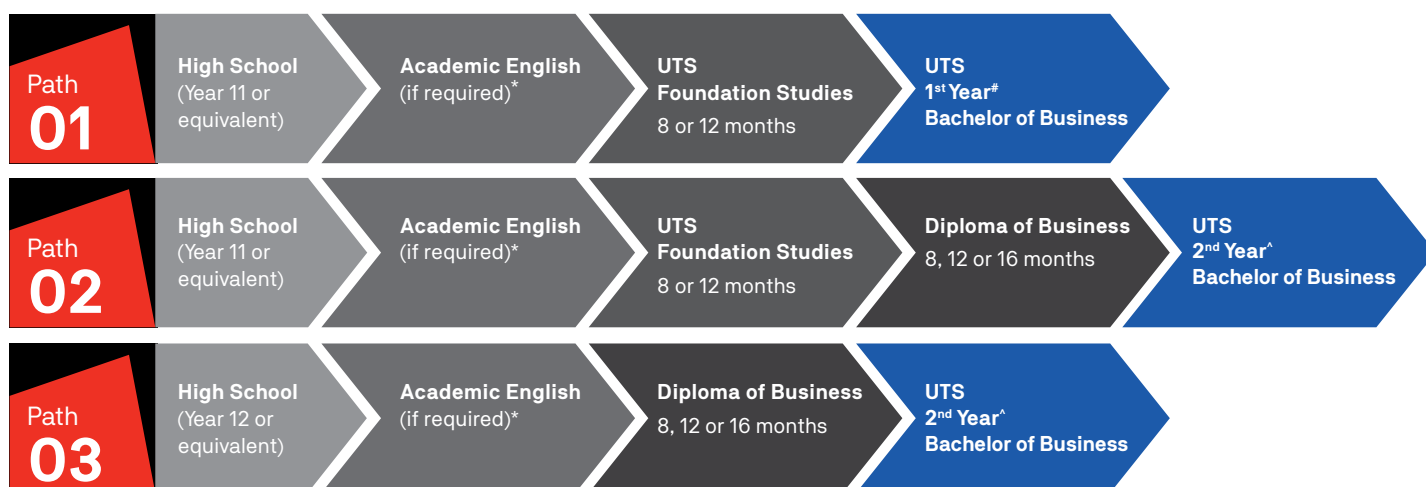 Path
01
High School
(Year 11 or
equivalent)
Academic English
(if required)*
UTS
Foundation Studies
8 or 12 months
UTS
1st Year#
Bachelor of Business
Path
02
High School
(Year 11 or
equivalent)
Academic English
(if required)*
UTS
Foundation Studies
8 or 12 months
Diploma of Business
8, 12 or 16 months
UTS
2nd Year^
Bachelor of Business
Path
03
High School
(Year 12 or
equivalent)
Academic English
(if required)*
Diploma of Business
8, 12 or 16 months
UTS
2nd Year^
Bachelor of Business